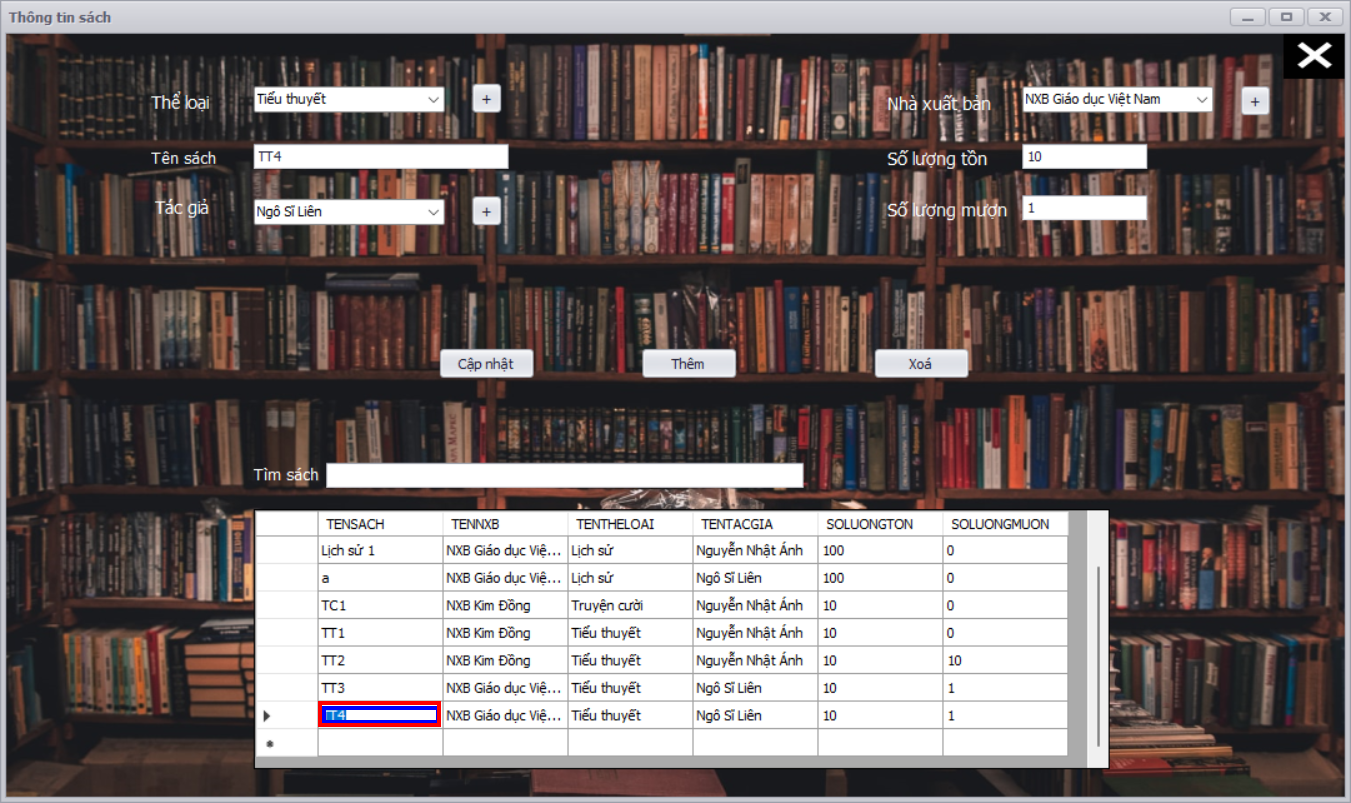 Thông tin sách
Thể loại Tiểu thuyết + Nhà xuất bản NXB Giáo dục Việt Nam +
Tên sách TT4 Số lượng tồn 10
Tác giả Ngô Sĩ Liên + Số lượng mượn 1
Cập nhật Thêm Xoá
Tìm sách
TENSACH TENNXB TENTHELOAI TENTACGIA SOLUONGTON SOLUONGMUON
Lịch sử 1 NXB Giáo dục Việ... Lịch sử Nguyễn Nhật Ánh 100 0
a NXB Giáo dục Việ... Lịch sử Ngô Sĩ Liên 100 0
TC1 NXB Kim Đồng Truyện cười Nguyễn Nhật Ánh 10 0
TT1 NXB Kim Đồng Tiểu thuyết Nguyễn Nhật Ánh 10 0
TT2 NXB Kim Đồng Tiểu thuyết Nguyễn Nhật Ánh 10 10
TT3 NXB Giáo dục Việ... Tiểu thuyết Ngô Sĩ Liên 10 1
TT4 NXB Giáo dục Việ... Tiểu thuyết Ngô Sĩ Liên 10 1